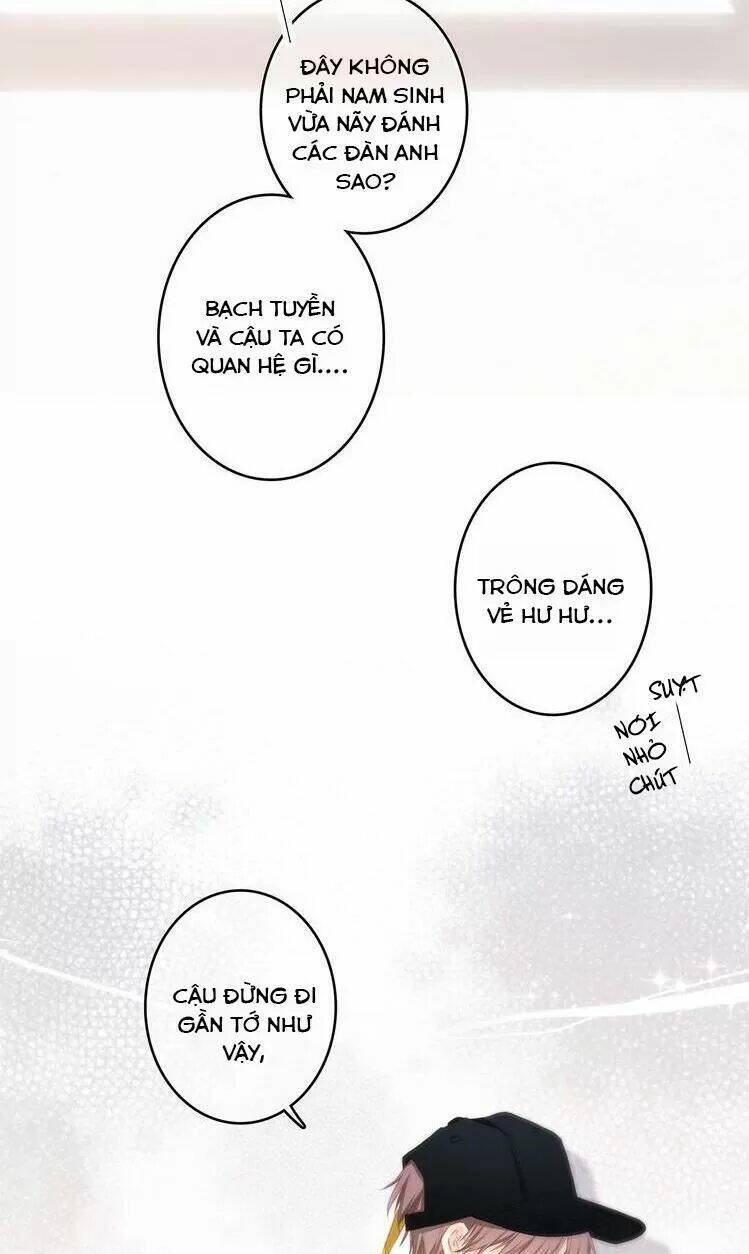 ĐÂY KHÔNG
PHẢI NAM SINH
VỪA NÃY ĐÁNH
CÁC ĐÀN ANH
SAO?
BẠCH TUYỀN
VÀ CẬU TA CÓ
QUAN HỆ GÌ....
TRÔNG DÁNG
VẺ HƯ HƯ...
SUỴT
NÓI
NHỎ
CHÚT
CẬU ĐỪNG ĐI
GẦN TỚ NHƯ
VẬY,